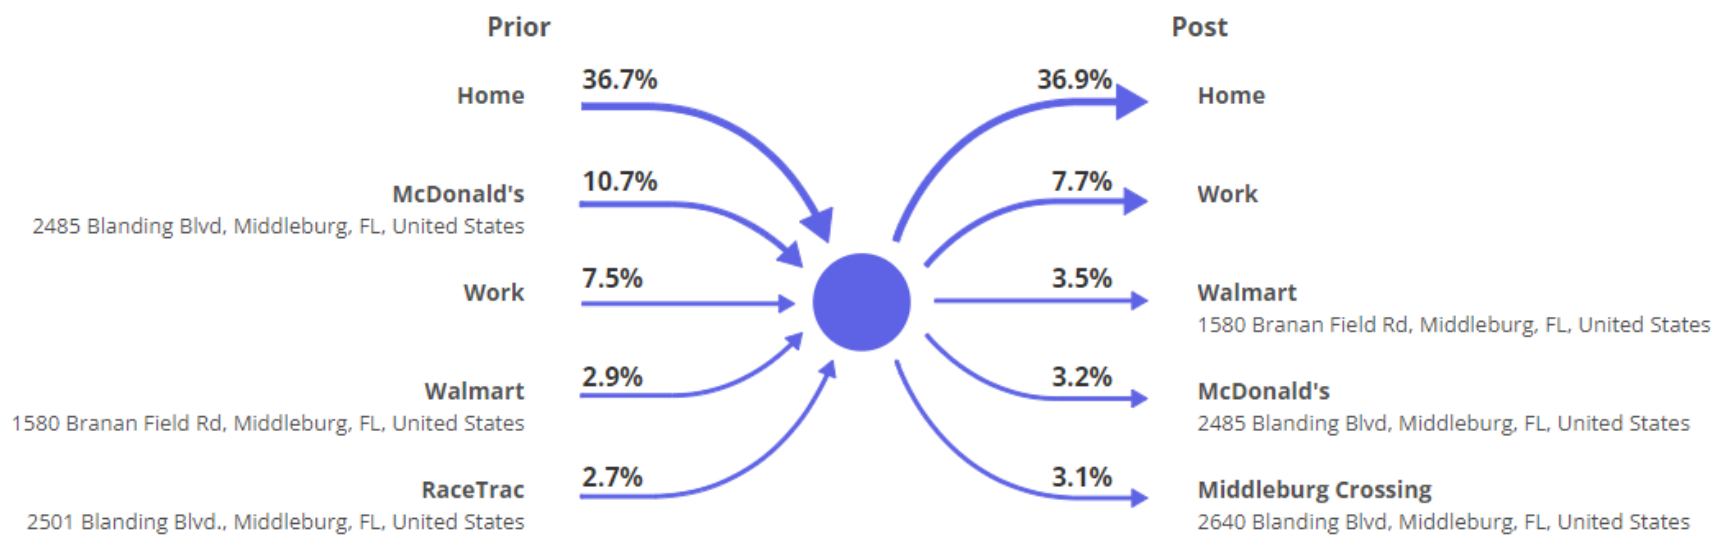 Prior
36.7%
Home
10.7%
McDonald's
2485 Blanding Blvd, Middleburg, FL, United States
7.5%
Work
2.9%
Walmart
1580 Branan Field Rd, Middleburg, FL, United States
2.7%
RaceTrac
2501 Blanding Blvd., Middleburg, FL, United States
Post
36.9%
Home
7.7%
Work
3.5%
Walmart
1580 Branan Field Rd, Middleburg, FL, United States
3.2%
McDonald's
2485 Blanding Blvd, Middleburg, FL, United States
3.1%
Middleburg Crossing
2640 Blanding Blvd, Middleburg, FL, United States